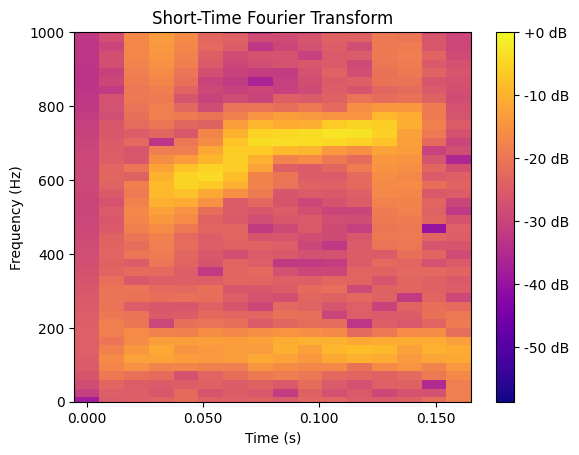 Short-Time Fourier Transform
1000
800
600
400
200
0
Frequency (Hz)
0.000
0.050
0.100
0.150
Time (s)
+0 dB
-10 dB
-20 dB
-30 dB
-40 dB
-50 dB